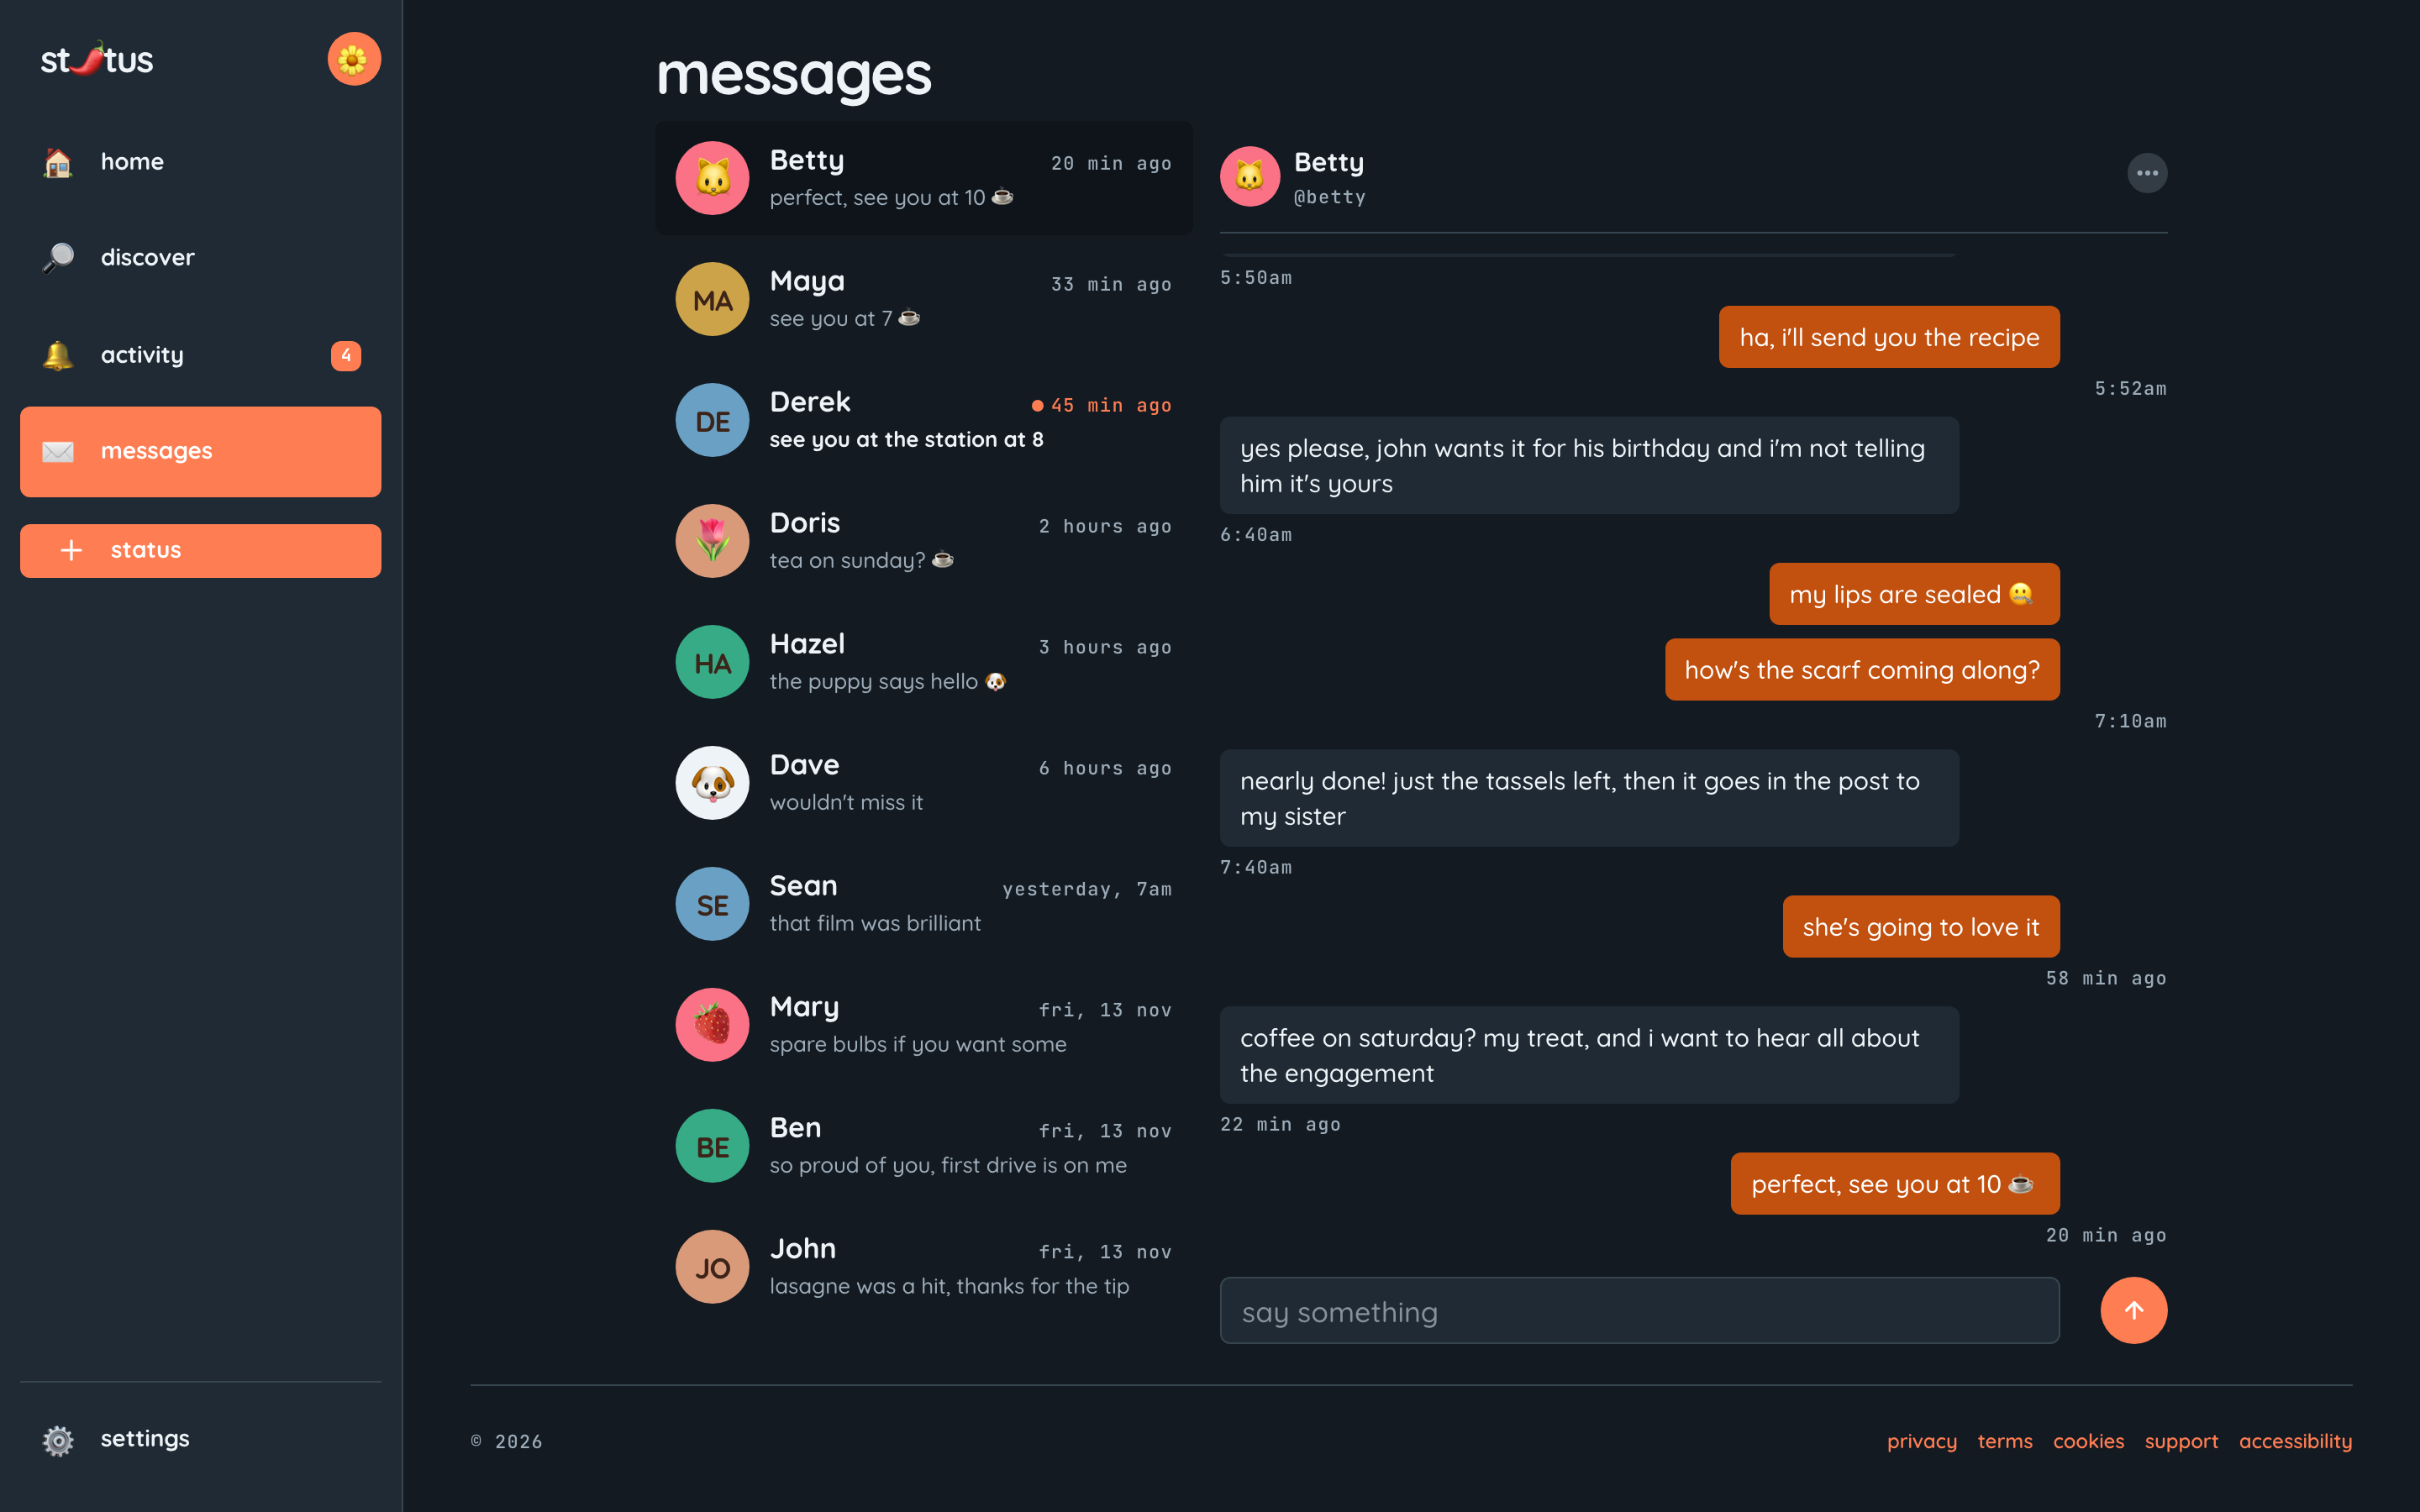 st🌶️tus
home
discover
activity
4
messages
status
settings
messages
Betty
20 min ago
perfect, see you at 10 ☕
MA
Maya
33 min ago
see you at 7 ☕
DE
Derek
45 min ago
see you at the station at 8
Doris
2 hours ago
tea on sunday? ☕
HA
Hazel
3 hours ago
the puppy says hello 🐶
Dave
6 hours ago
wouldn't miss it
SE
Sean
yesterday, 7am
that film was brilliant
Mary
fri, 13 nov
spare bulbs if you want some
BE
Ben
fri, 13 nov
so proud of you, first drive is on me
JO
John
fri, 13 nov
lasagne was a hit, thanks for the tip
Betty
@betty
5:50am
ha, i'll send you the recipe
5:52am
yes please, john wants it for his birthday and i'm not telling
him it's yours
6:40am
my lips are sealed 🤐
how's the scarf coming along?
7:10am
nearly done! just the tassels left, then it goes in the post to
my sister
7:40am
she's going to love it
58 min ago
coffee on saturday? my treat, and i want to hear all about
the engagement
22 min ago
perfect, see you at 10 ☕
20 min ago
say something
© 2026
privacy terms cookies support accessibility